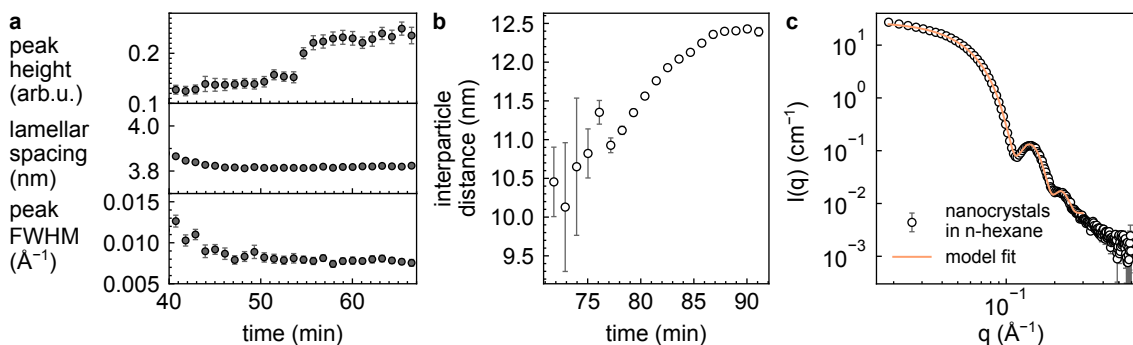 a
peak
height
(arb.u.)
0.2
0.1
lamellar
spacing
(nm)
4.0
3.8
peak
FWHM
(Å⁻¹)
0.015
0.010
0.005
40
50
60
time (min)
b
interparticle
distance (nm)
12.5
12.0
11.5
11.0
10.5
10.0
9.5
75
80
85
90
time (min)
c
I(q) (cm⁻¹)
10¹
10⁰
10⁻¹
10⁻²
10⁻³
nanocrystals
in n-hexane
model fit
10⁻¹
q (Å⁻¹)